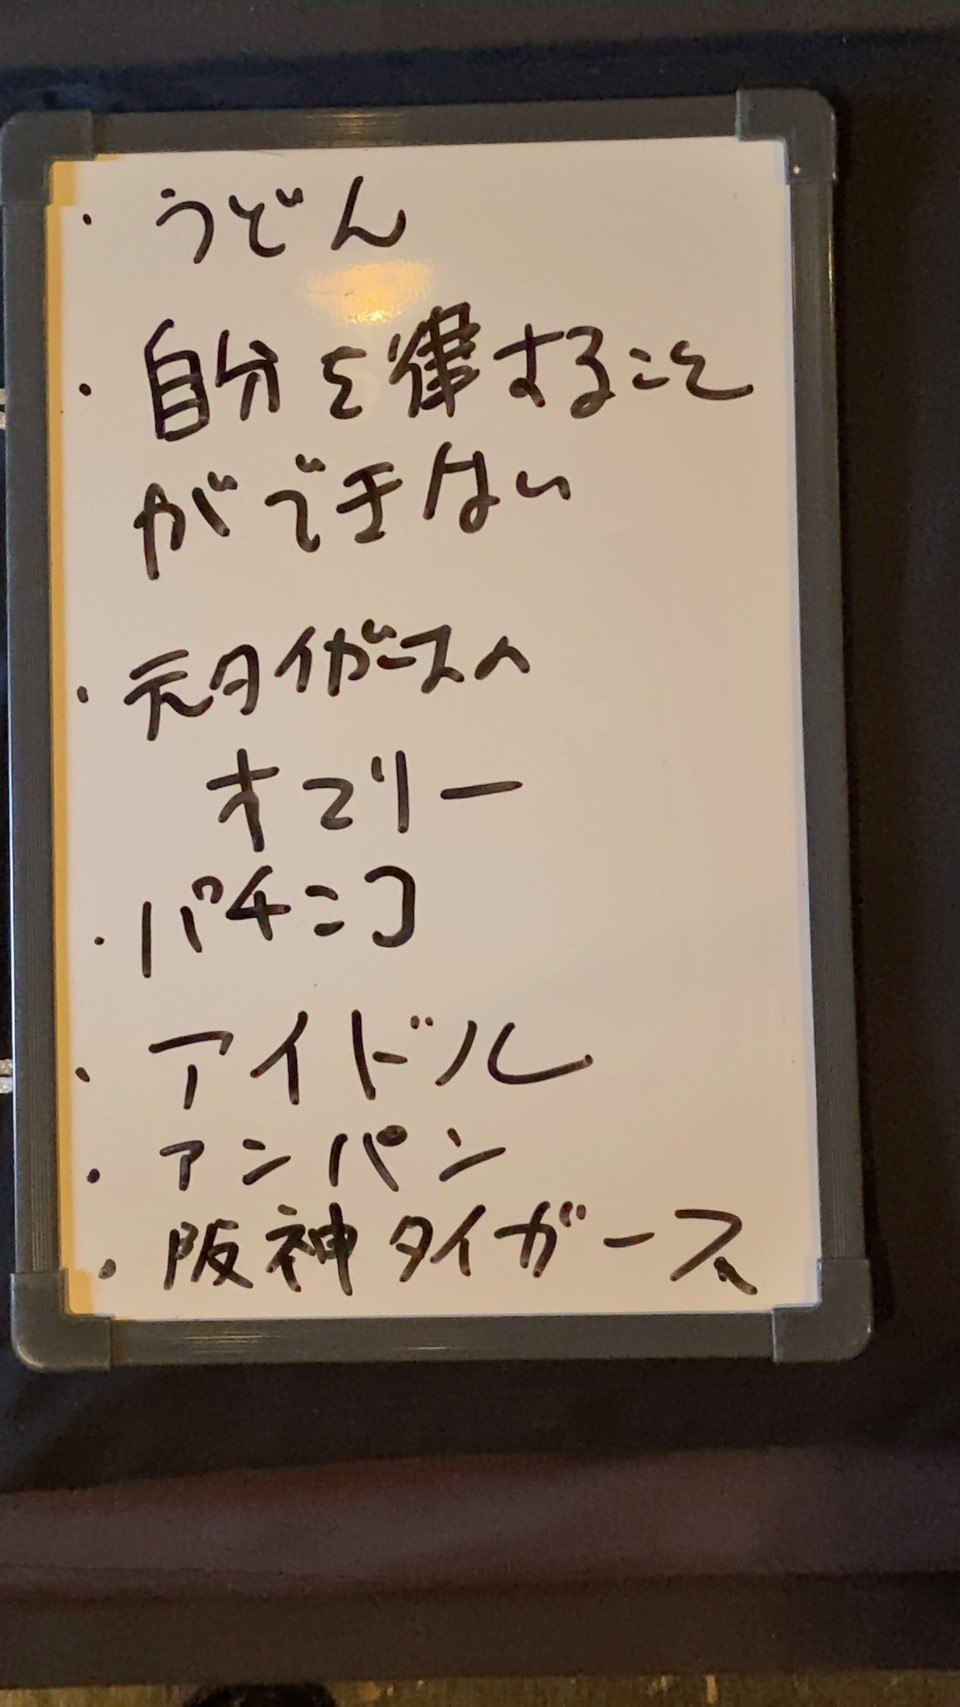 ・うどん
・自分を律すること
ができない
・元タイガースの
オマリー
・パチンコ
・アイドル
・アンパン
・阪神タイガース